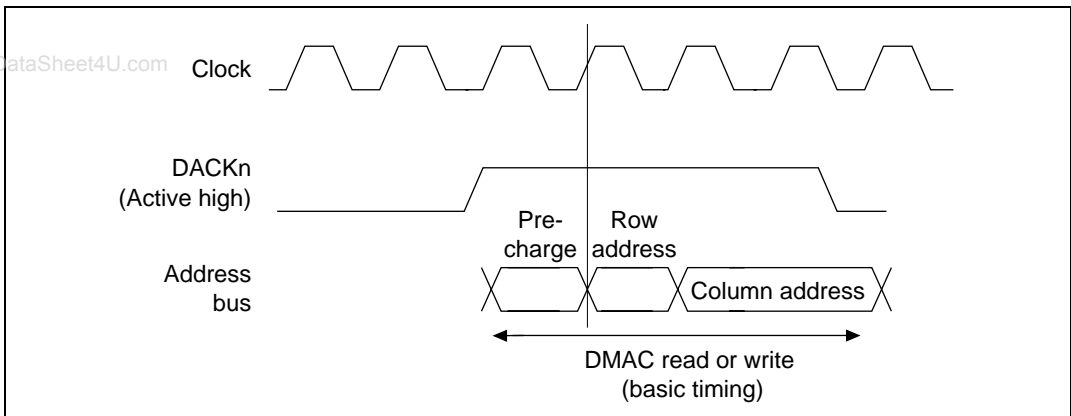 DataSheet4U.com
Clock
DACKn
(Active high)
Pre-
charge
Row
address
Address
bus
Column address
DMAC read or write
(basic timing)